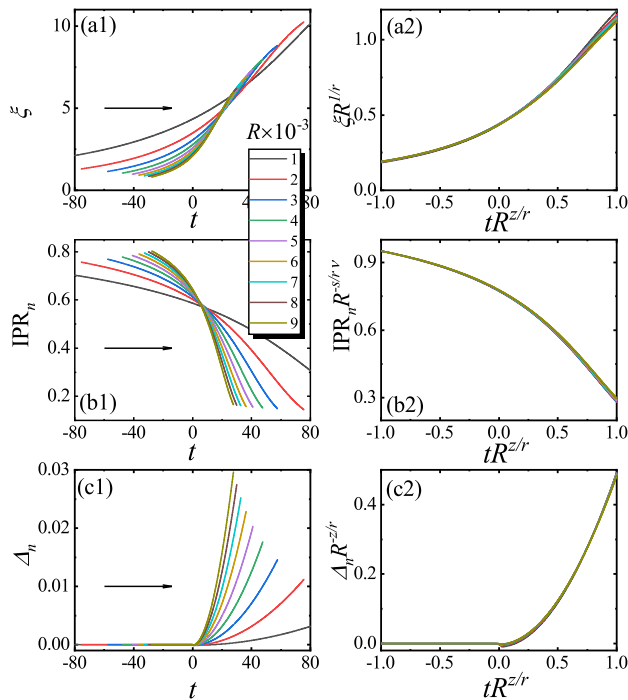 (a1)
10
5
0
ξ
-80 -40 0 40 80
t
R×10⁻³
1
2
3
4
5
6
7
8
9
(a2)
1.0
0.5
0.0
ξR^{1/r}
-1.0 -0.5 0.0 0.5 1.0
tR^{z/r}
(b1)
0.8
0.6
0.4
0.2
IPRₙ
-80 -40 0 40 80
t
(b2)
0.9
0.6
0.3
IPRₙR^{-s/rν}
-1.0 -0.5 0.0 0.5 1.0
tR^{z/r}
(c1)
0.03
0.02
0.01
0.00
Δₙ
-80 -40 0 40 80
t
(c2)
0.4
0.2
0.0
ΔₙR^{-z/r}
-1.0 -0.5 0.0 0.5 1.0
tR^{z/r}